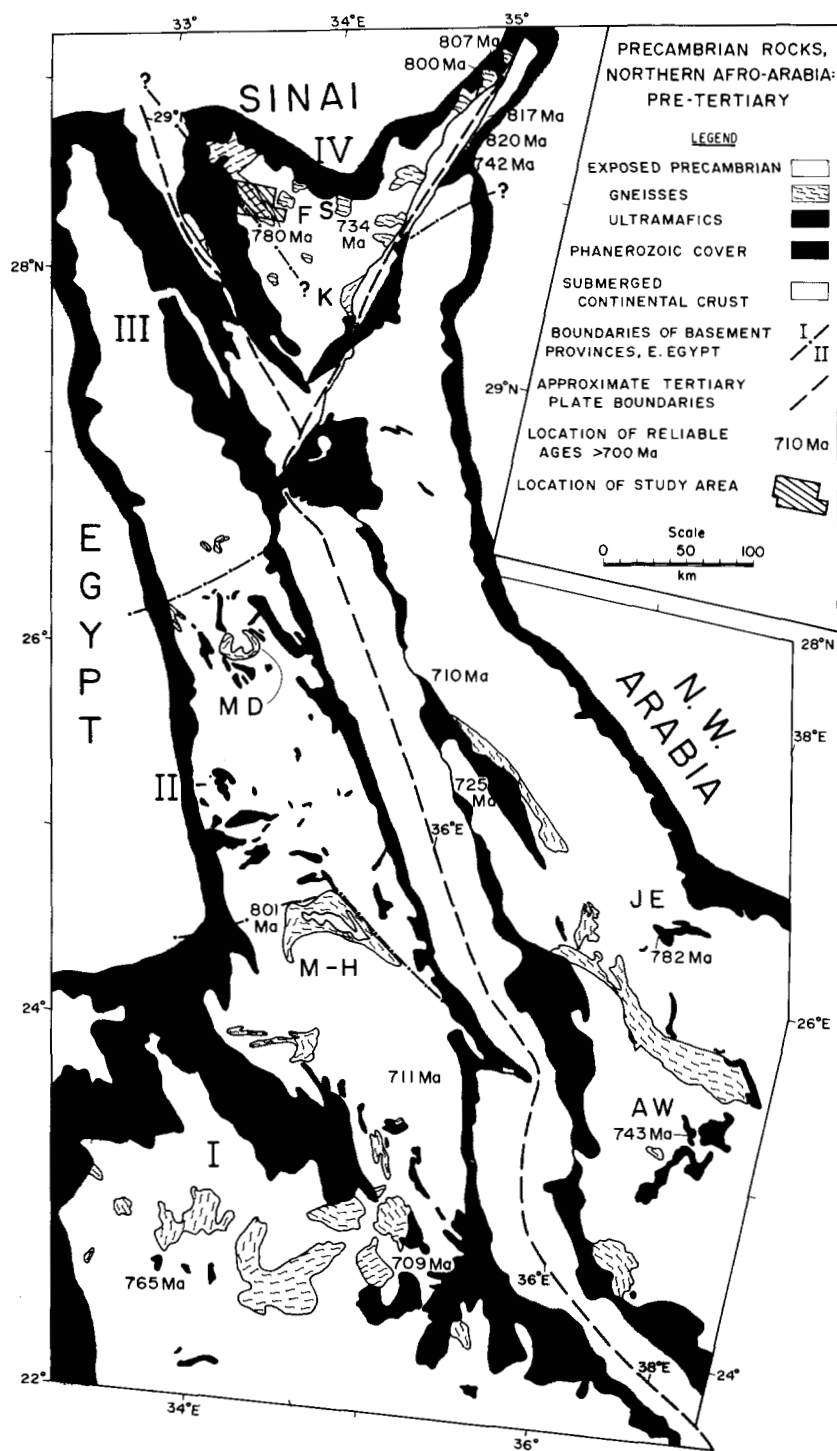 33°
34°E
35°
807 Ma
800 Ma
PRECAMBRIAN ROCKS,
NORTHERN AFRO-ARABIA:
PRE-TERTIARY
?
29°
SINAI
IV
817 Ma
820 Ma
742 Ma
LEGEND
EXPOSED PRECAMBRIAN
GNEISSES
ULTRAMAFICS
PHANEROZOIC COVER
SUBMERGED
CONTINENTAL CRUST
BOUNDARIES OF BASEMENT
PROVINCES, E. EGYPT
I
II
APPROXIMATE TERTIARY
PLATE BOUNDARIES
LOCATION OF RELIABLE
AGES >700 Ma
710 Ma
LOCATION OF STUDY AREA
Scale
0 50 100
km
?
F S
780 Ma
734
Ma
28°N
? K
III
29°N
EGYPT
26°
MD
28°N
N.W.
ARABIA
38°E
710 Ma
II
725
Ma
36°E
801
Ma
M-H
JE
782 Ma
24°
26°E
711 Ma
AW
743 Ma
I
765 Ma
709 Ma
36°E
38°E
24°
22°
34°E
36°